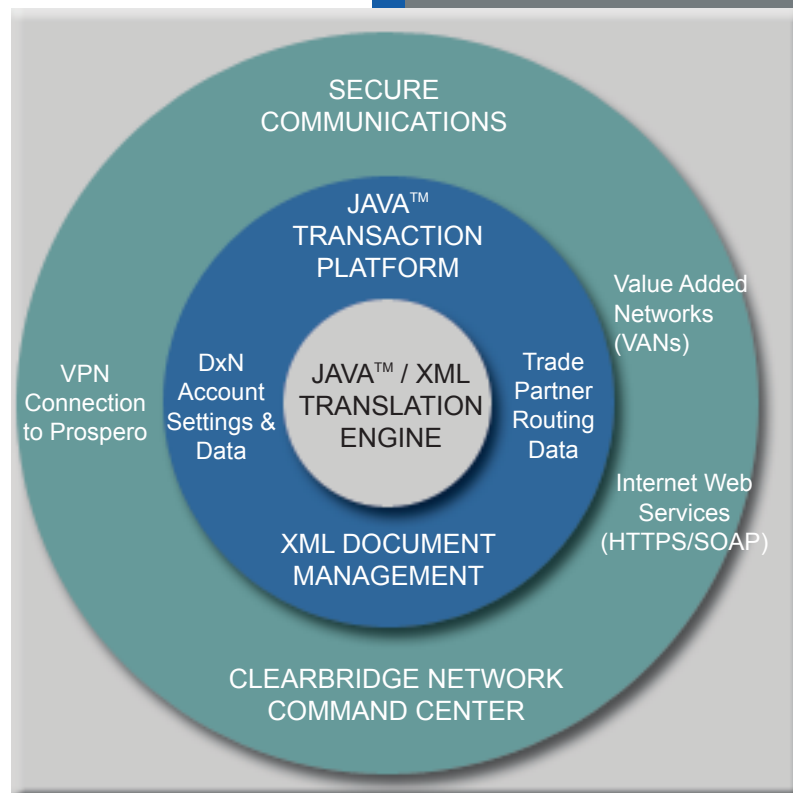 SECURE
COMMUNICATIONS
JAVA™
TRANSACTION
PLATFORM
Value Added
Networks
(VANs)
VPN
Connection
to Prospero
DxN
Account
Settings &
Data
JAVA™ / XML
TRANSLATION
ENGINE
Trade
Partner
Routing
Data
Internet Web
Services
(HTTPS/SOAP)
XML DOCUMENT
MANAGEMENT
CLEARBRIDGE NETWORK
COMMAND CENTER